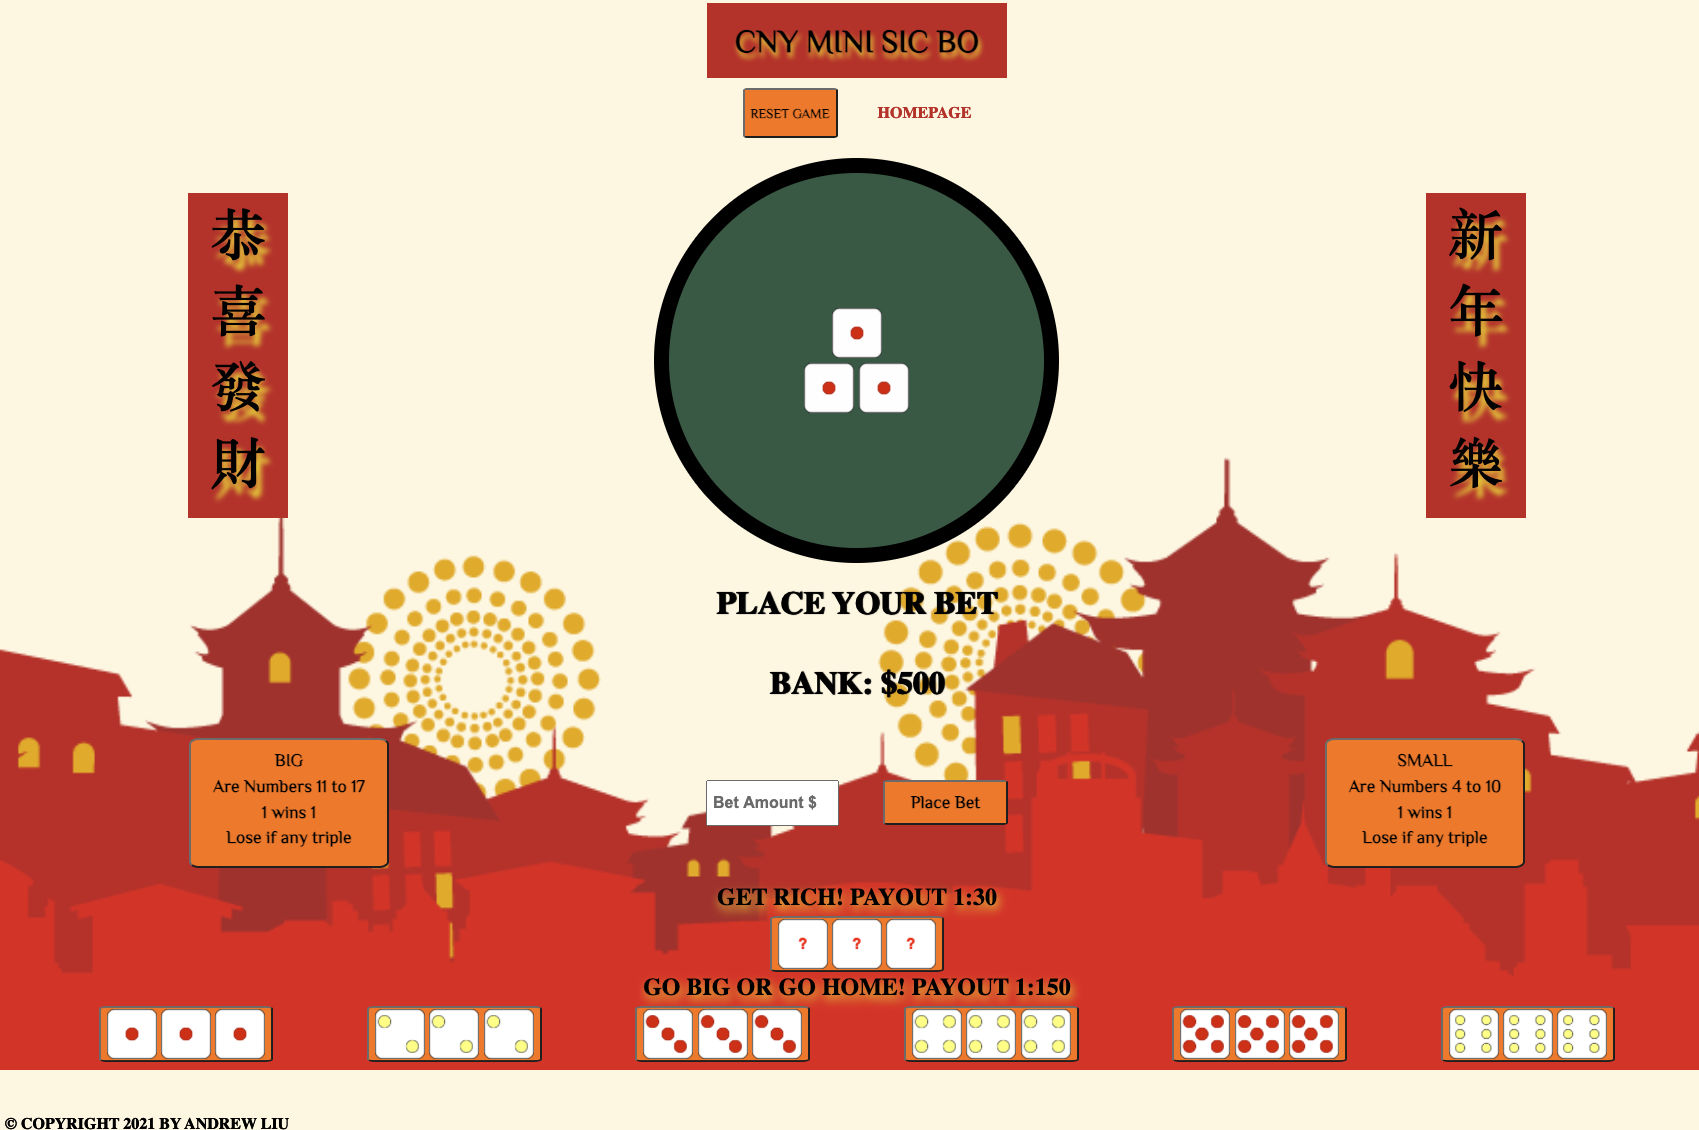 CNY MINI SIC BO
RESET GAME
HOMEPAGE
恭
喜
發
財
新
年
快
樂
PLACE YOUR BET
BANK: $500
BIG
Are Numbers 11 to 17
1 wins 1
Lose if any triple
Bet Amount $
Place Bet
SMALL
Are Numbers 4 to 10
1 wins 1
Lose if any triple
GET RICH! PAYOUT 1:30
? ? ?
GO BIG OR GO HOME! PAYOUT 1:150
© COPYRIGHT 2021 BY ANDREW LIU